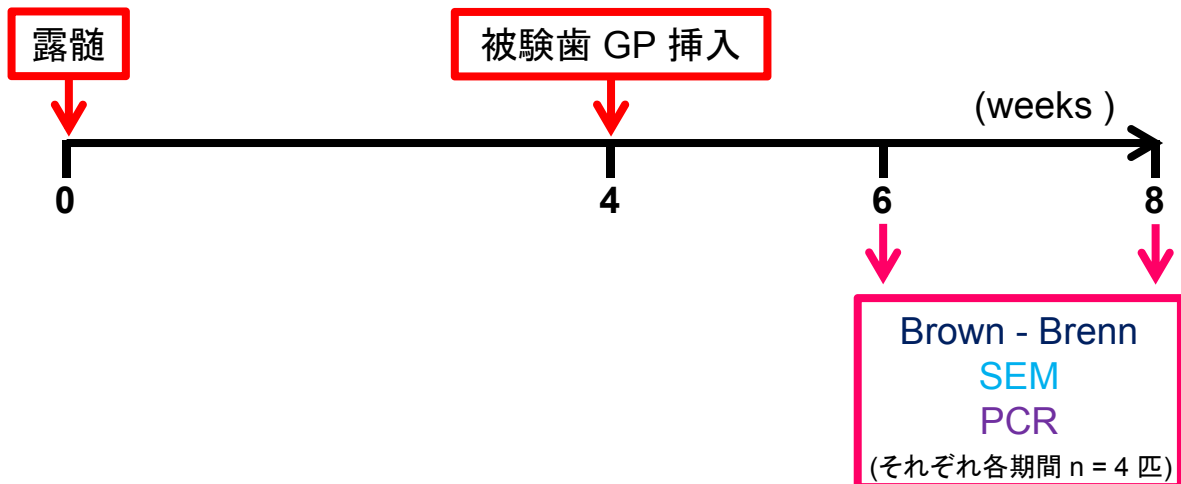 露髄
被験歯 GP 挿入
(weeks )
0
4
6
8
Brown - Brenn
SEM
PCR
(それぞれ各期間 n = 4 匹)